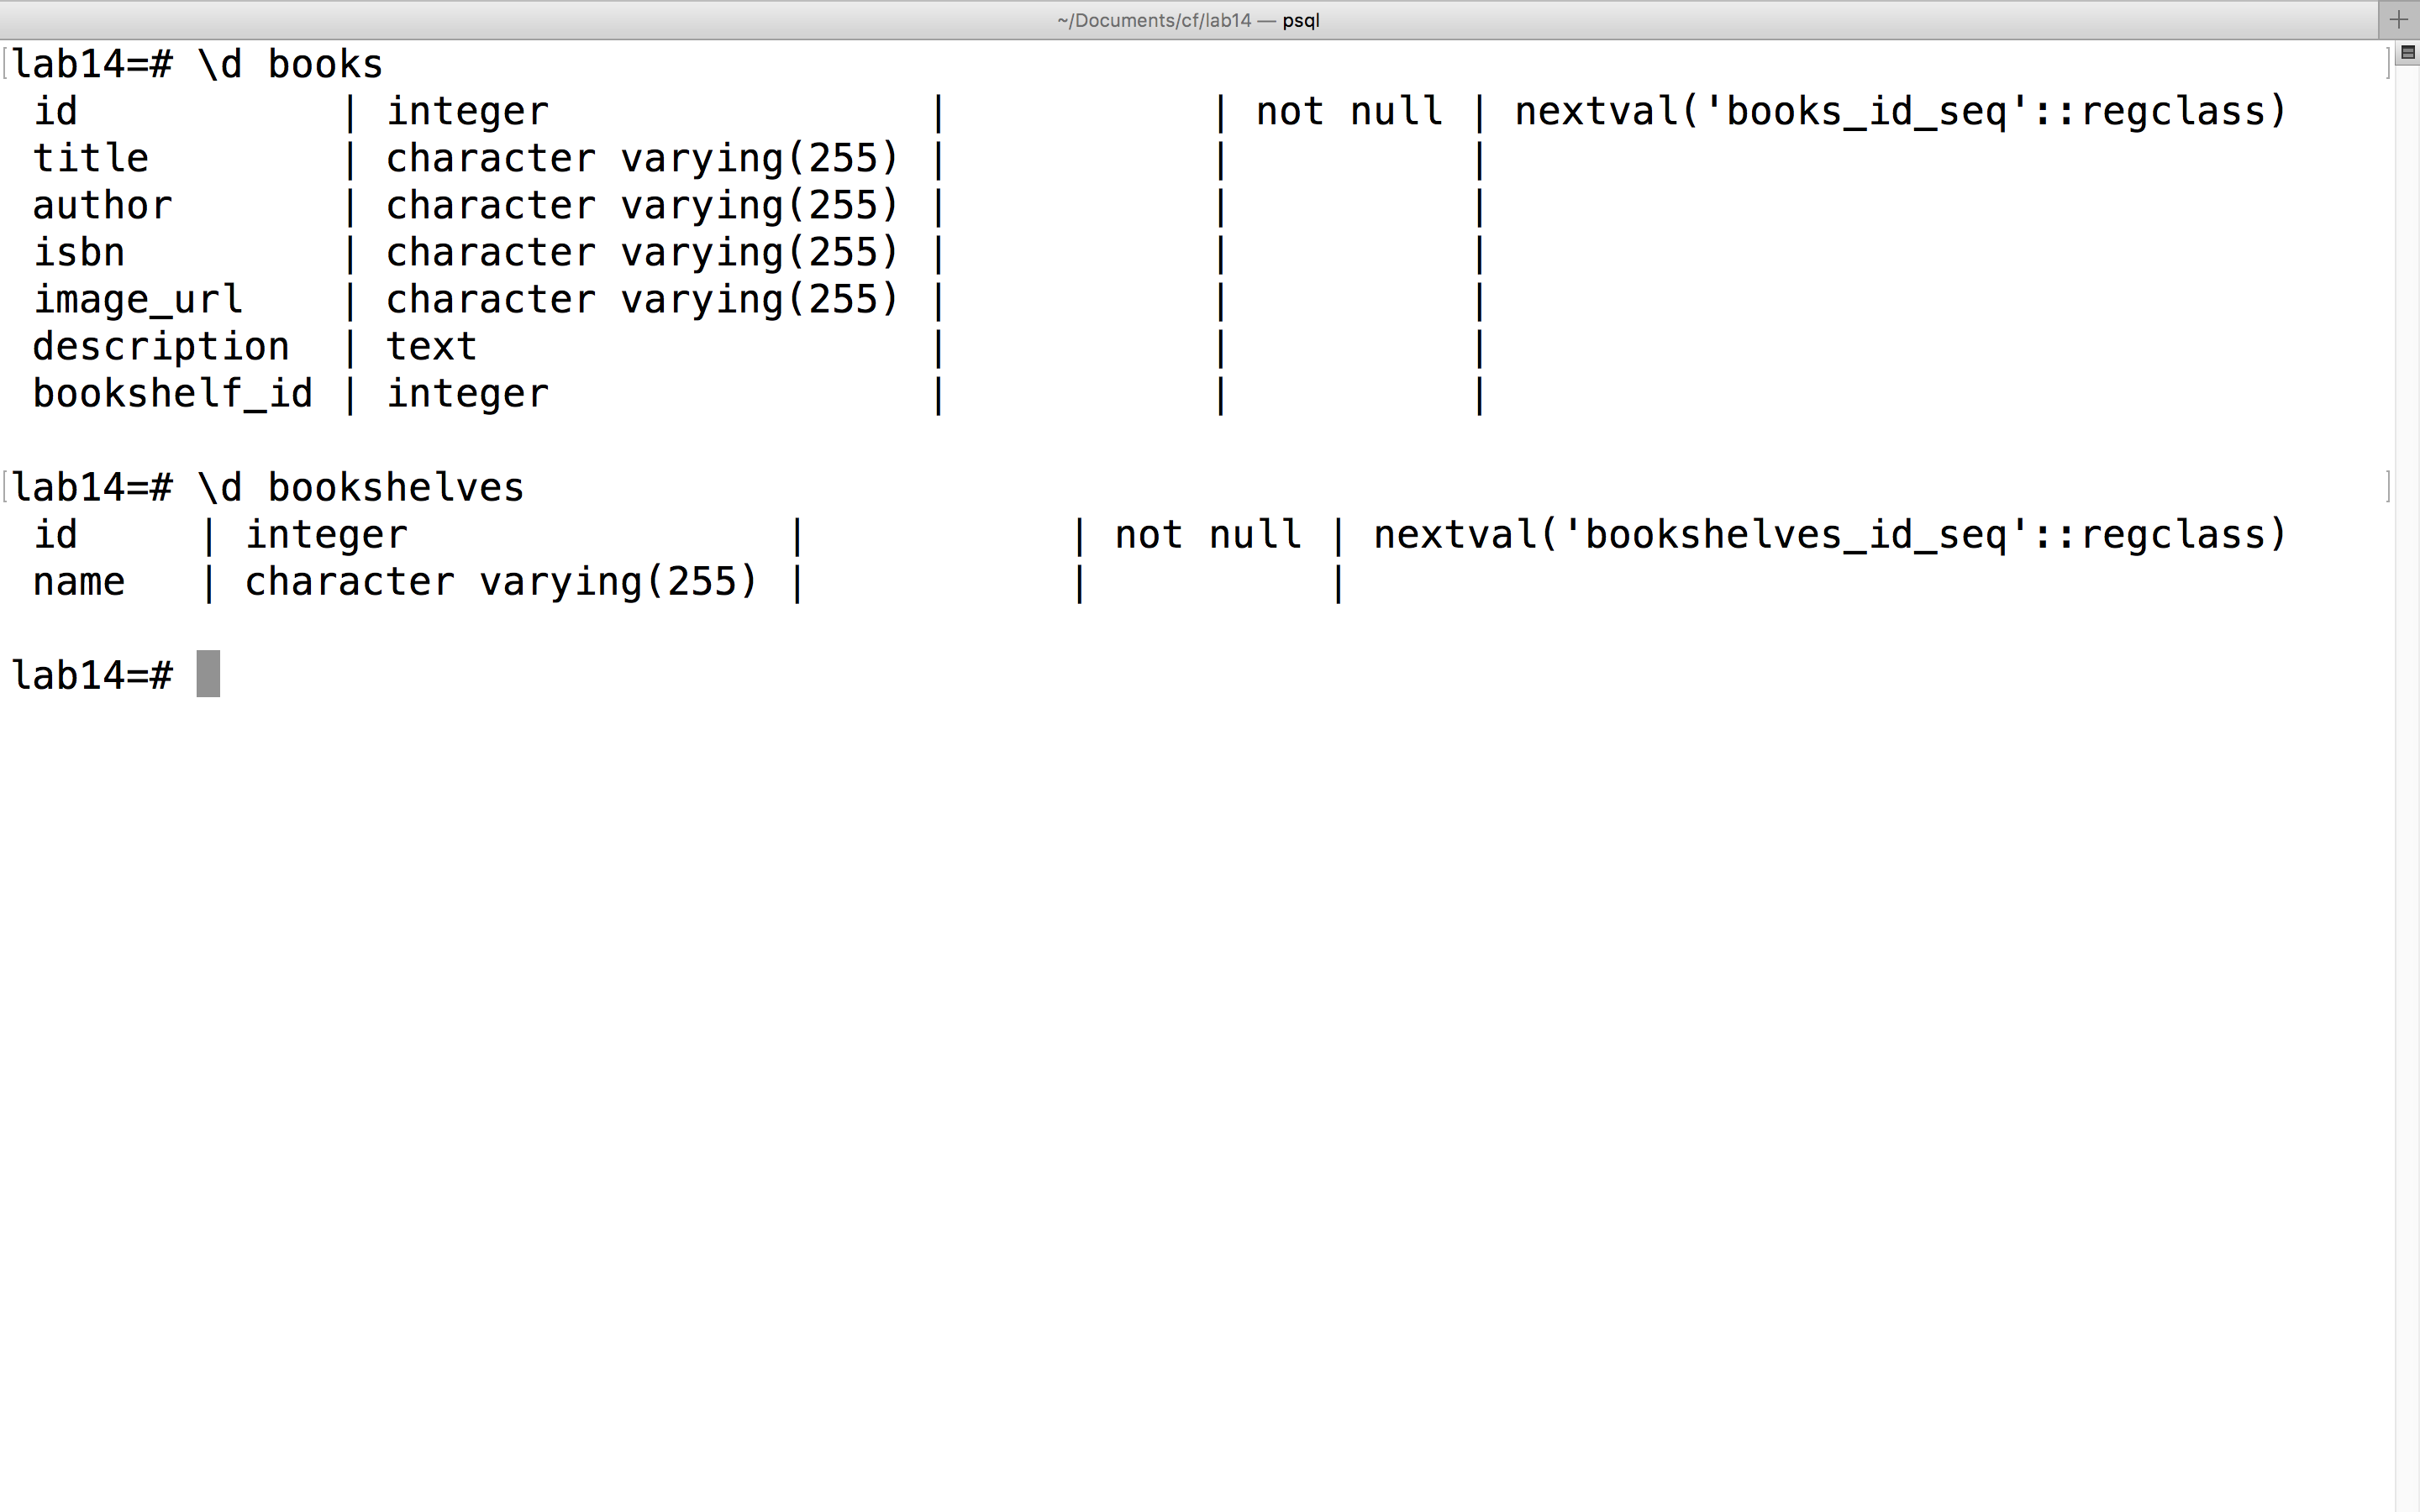 ~/Documents/cf/lab14 — psql
lab14=# \d books
 id            | integer                |           | not null | nextval('books_id_seq'::regclass)
 title         | character varying(255) |           |          |
 author        | character varying(255) |           |          |
 isbn          | character varying(255) |           |          |
 image_url     | character varying(255) |           |          |
 description   | text                   |           |          |
 bookshelf_id  | integer                |           |          |
lab14=# \d bookshelves
 id     | integer                |           | not null | nextval('bookshelves_id_seq'::regclass)
 name   | character varying(255) |           |          |
lab14=#